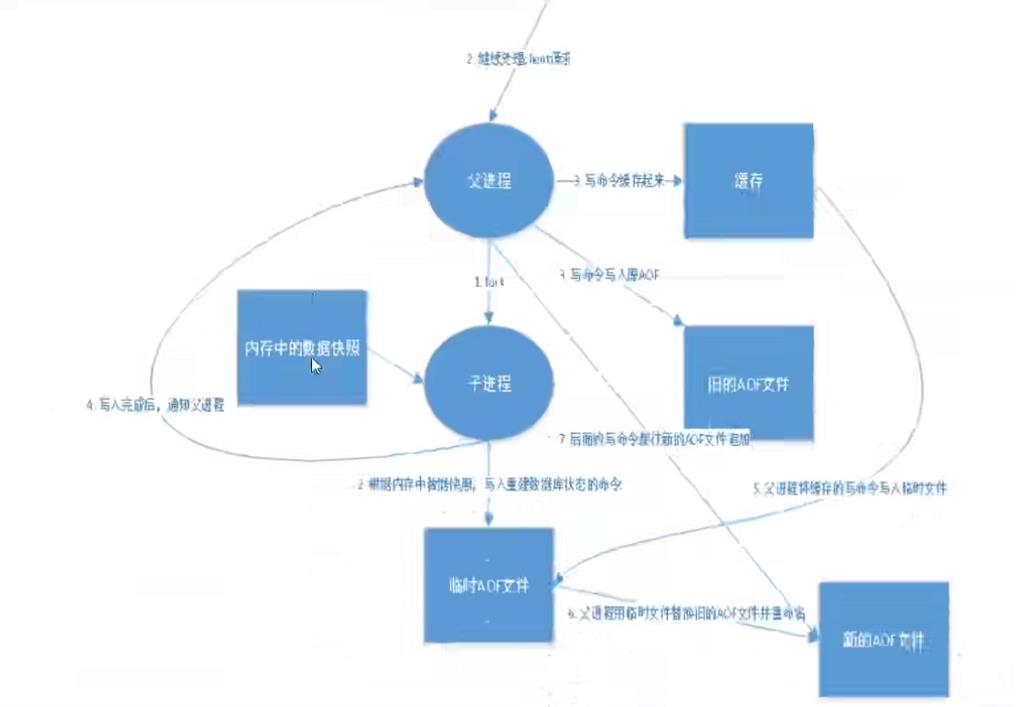 2. 继续处理client请求
父进程
3. 写命令缓存起来
缓存
3. 写命令写入原AOF
1. fork
内存中的数据快照
子进程
旧的AOF文件
4. 写入完成后，通知父进程
7. 后面的写命令都往新的AOF文件追加
2. 根据内存中数据快照，写入重建数据库状态的命令
5. 父进程将缓存的写命令写入临时文件
临时AOF文件
6. 父进程用临时文件替换旧的AOF文件并重命名
新的AOF文件